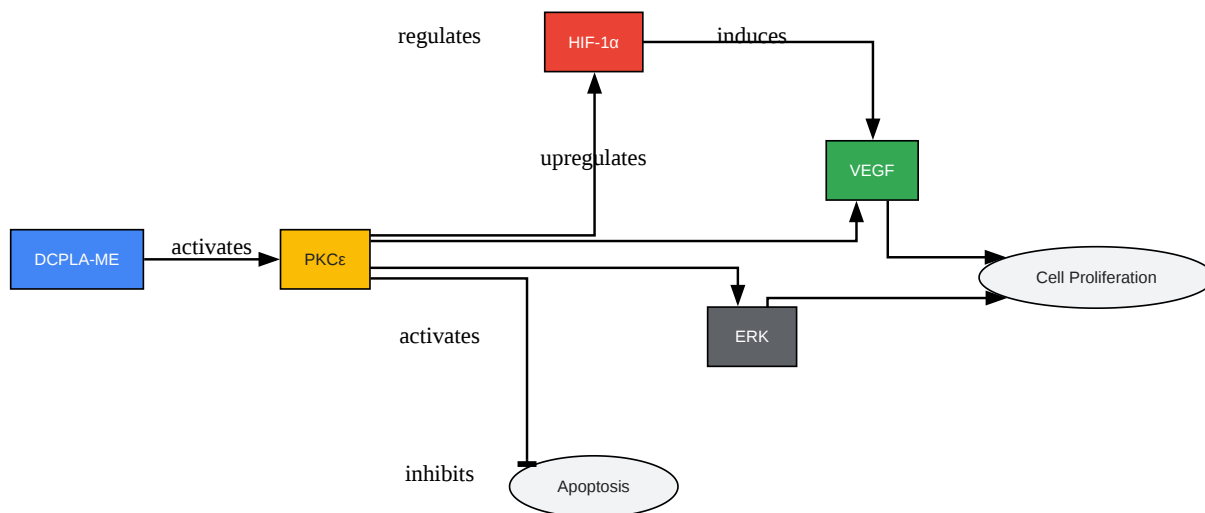 regulates
HIF-1α
induces
upregulates
VEGF
DCPLA-ME
activates
PKCε
Cell Proliferation
activates
ERK
inhibits
Apoptosis